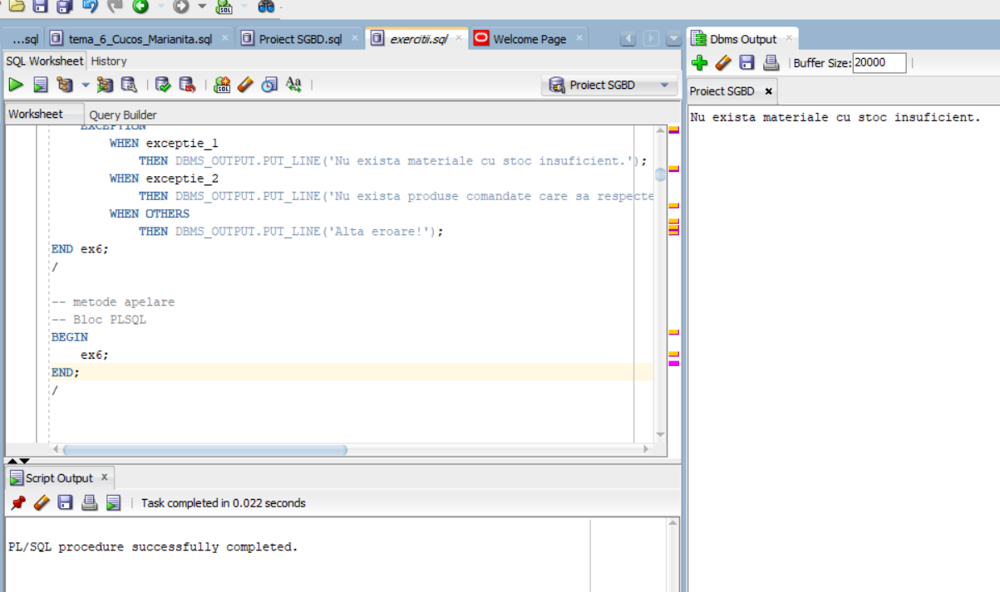 ...sql tema_6_Cucos_Marianita.sql × Proiect SGBD.sql × exercitii.sql × Welcome Page × Dbms Output ×
SQL Worksheet History
Buffer Size: 20000
Proiect SGBD
Proiect SGBD ×
Worksheet Query Builder
EXCEPTION
WHEN exceptie_1
THEN DBMS_OUTPUT.PUT_LINE('Nu exista materiale cu stoc insuficient.');
WHEN exceptie_2
THEN DBMS_OUTPUT.PUT_LINE('Nu exista produse comandate care sa respecte
WHEN OTHERS
THEN DBMS_OUTPUT.PUT_LINE('Alta eroare!');
END ex6;
/
-- metode apelare
-- Bloc PLSQL
BEGIN
ex6;
END;
/
Nu exista materiale cu stoc insuficient.
Script Output ×
Task completed in 0.022 seconds
PL/SQL procedure successfully completed.